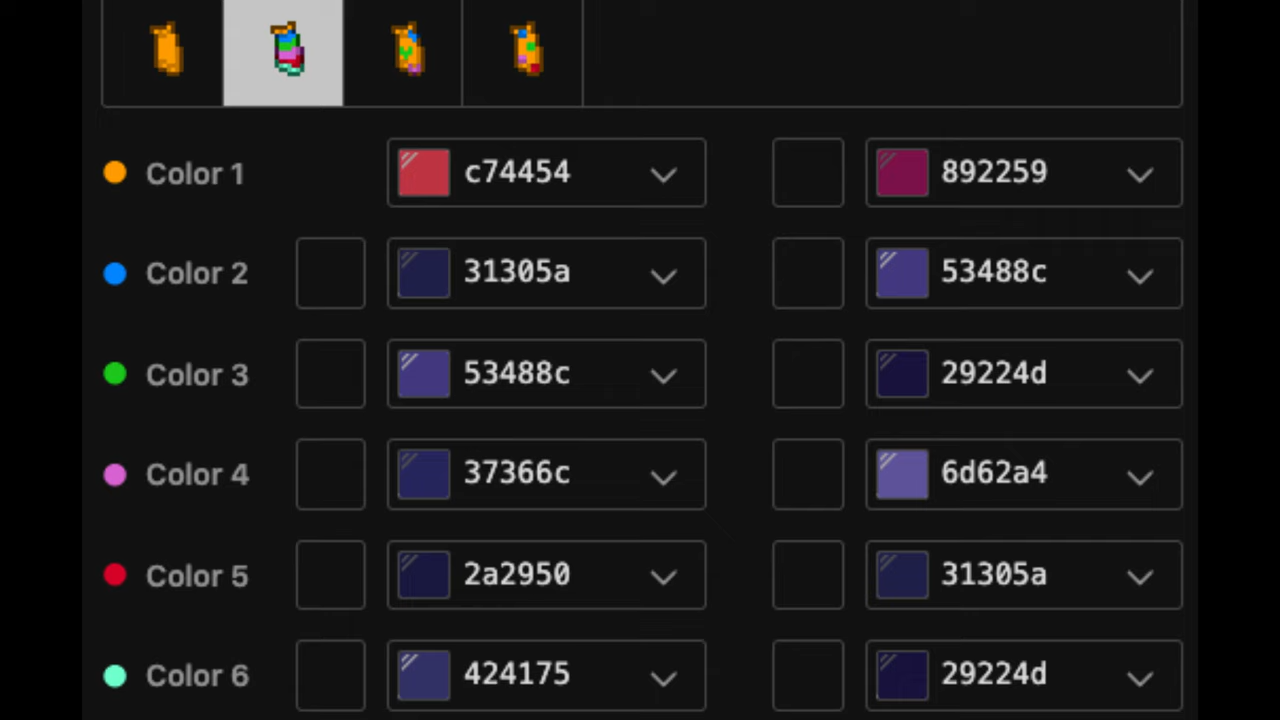 Color 1 c74454 892259
Color 2 31305a 53488c
Color 3 53488c 29224d
Color 4 37366c 6d62a4
Color 5 2a2950 31305a
Color 6 424175 29224d